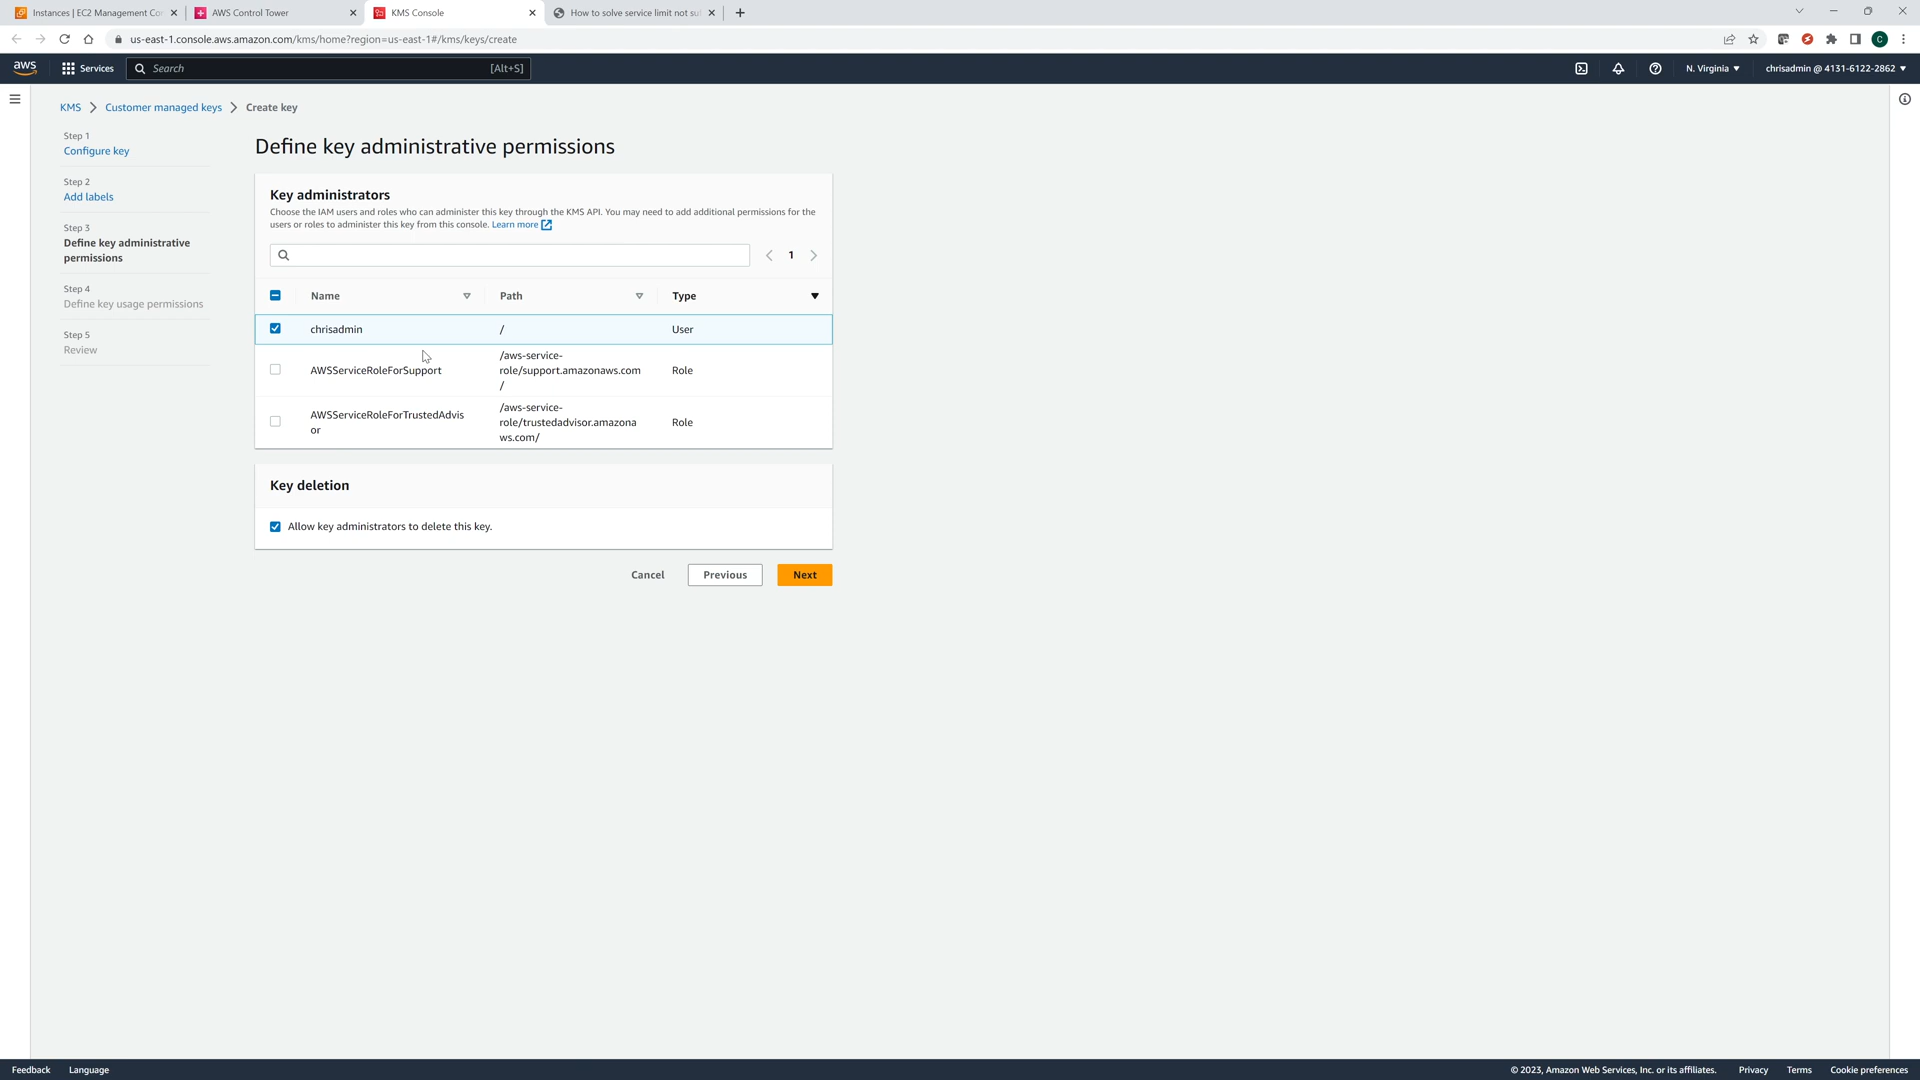 Instances | EC2 Management Co
AWS Control Tower
KMS Console
How to solve service limit not su
us-east-1.console.aws.amazon.com/kms/home?region=us-east-1#/kms/keys/create
C
aws
Services
Search
[Alt+S]
N. Virginia
chrisadmin @ 4131-6122-2862
KMS
Customer managed keys
Create key
Step 1
Configure key
Step 2
Add labels
Step 3
Define key administrative
permissions
Step 4
Define key usage permissions
Step 5
Review
Define key administrative permissions
Key administrators
Choose the IAM users and roles who can administer this key through the KMS API. You may need to add additional permissions for the
users or roles to administer this key from this console. Learn more
1
Name
Path
Type
chrisadmin
/
User
AWSServiceRoleForSupport
/aws-service-
role/support.amazonaws.com
/
Role
AWSServiceRoleForTrustedAdvis
or
/aws-service-
role/trustedadvisor.amazona
ws.com/
Role
Key deletion
Allow key administrators to delete this key.
Cancel
Previous
Next
Feedback
Language
© 2023, Amazon Web Services, Inc. or its affiliates.
Privacy
Terms
Cookie preferences